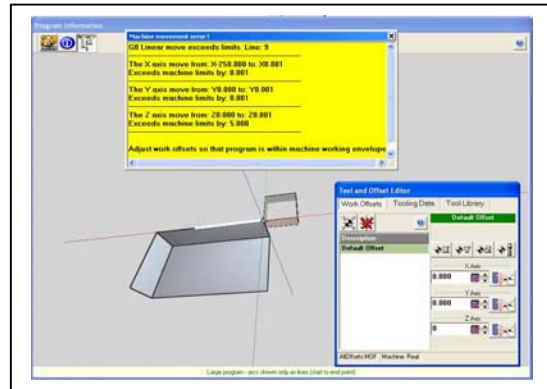 Program Information
Machine movement error!
G0 Linear move exceeds limits. Line: 9
The X axis move from: X-250.000 to: X0.001
Exceeds machine limits by: 0.001
The Y axis move from: Y0.000 to: Y0.001
Exceeds machine limits by: 0.001
The Z axis move from: Z0.000 to: Z0.001
Exceeds machine limits by: 5.000
Adjust work offsets so that program is within machine working envelope
Tool and Offset Editor
Work Offsets
Tooling Data
Tool Library
Default Offset
Description
Default Offset
X Axis
0.000
Y Axis
0.000
Z Axis
0
AllOffsets.MOF
Machine: Real
Large program - arcs shown only as lines (start to end point)